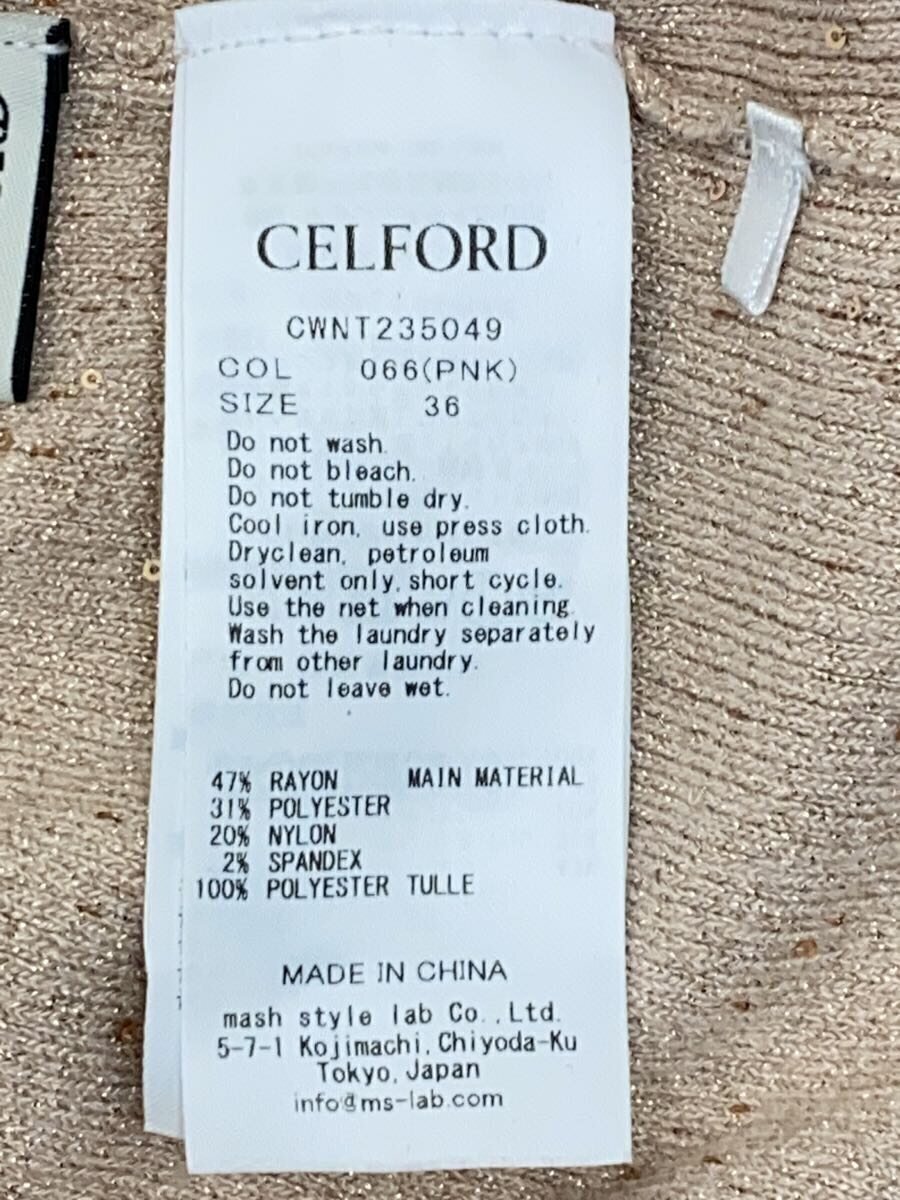 CELFORD
CWNT235049
COL 066(PNK)
SIZE 36
Do not wash.
Do not bleach.
Do not tumble dry.
Cool iron, use press cloth.
Dryclean, petroleum
solvent only, short cycle.
Use the net when cleaning.
Wash the laundry separately
from other laundry.
Do not leave wet.
47% RAYON MAIN MATERIAL
31% POLYESTER
20% NYLON
2% SPANDEX
100% POLYESTER TULLE
MADE IN CHINA
mash style lab Co.,Ltd.
5-7-1 Kojimachi, Chiyoda-Ku
Tokyo, Japan
info@ms-lab.com